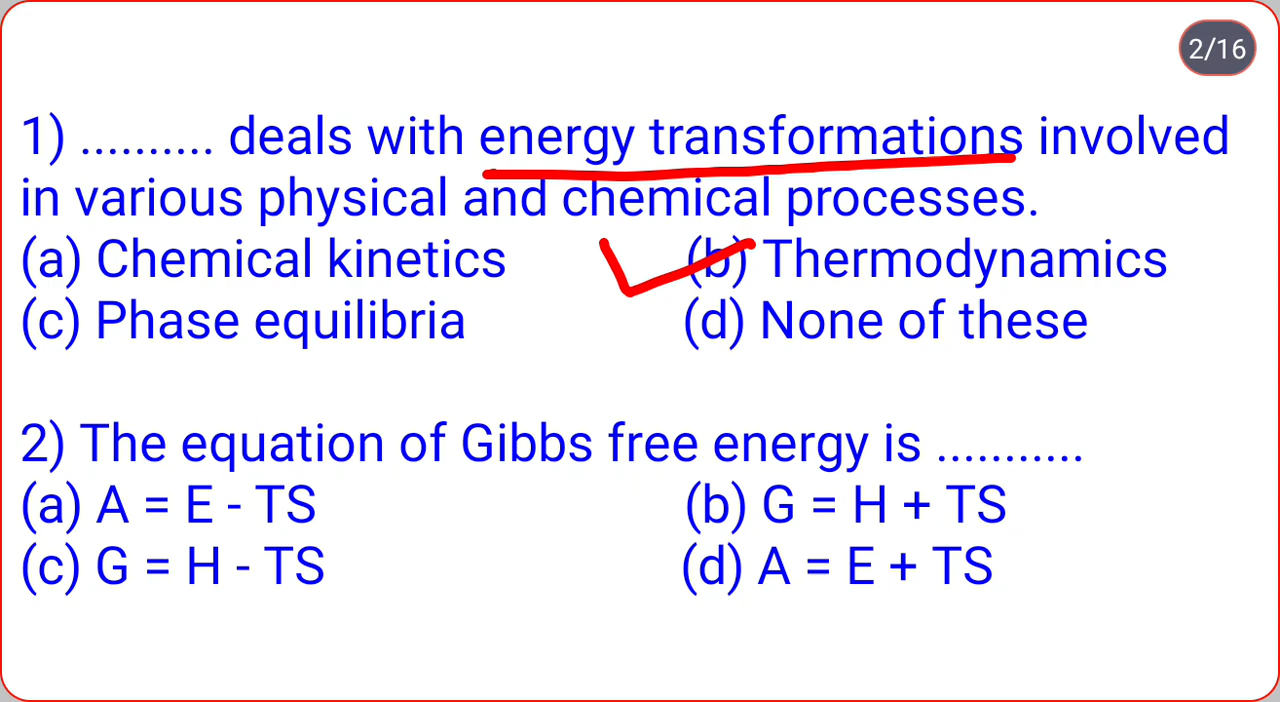 2/16
1) .......... deals with energy transformations involved
in various physical and chemical processes.
(a) Chemical kinetics (b) Thermodynamics
(c) Phase equilibria (d) None of these
2) The equation of Gibbs free energy is ...........
(a) A = E - TS (b) G = H + TS
(c) G = H - TS (d) A = E + TS